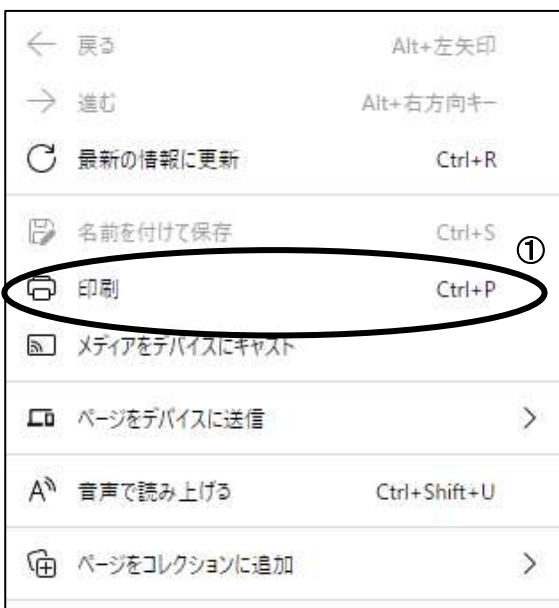 戻る Alt+左矢印
進む Alt+右方向キー
最新の情報に更新 Ctrl+R
名前を付けて保存 Ctrl+S
①
印刷 Ctrl+P
メディアをデバイスにキャスト
ページをデバイスに送信
音声で読み上げる Ctrl+Shift+U
ページをコレクションに追加